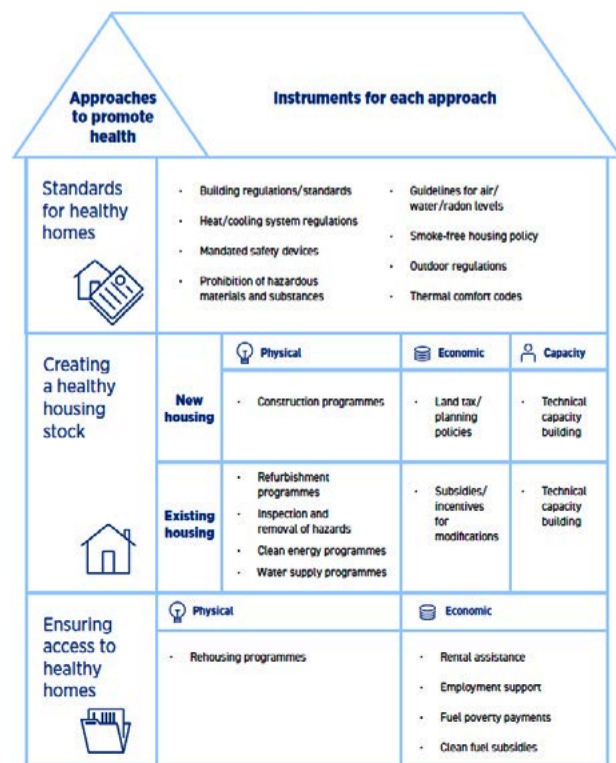 Approaches
to promote
health
Instruments for each approach
Standards
for healthy
homes
· Building regulations/standards
· Heat/cooling system regulations
· Mandated safety devices
· Prohibition of hazardous
materials and substances
· Guidelines for air/
water/radon levels
· Smoke-free housing policy
· Outdoor regulations
· Thermal comfort codes
Creating
a healthy
housing
stock
Physical
Economic
Capacity
New
housing
· Construction programmes
· Land tax/
planning
policies
· Technical
capacity
building
Existing
housing
· Refurbishment
programmes
· Inspection and
removal of hazards
· Clean energy programmes
· Water supply programmes
· Subsidies/
incentives
for
modifications
· Technical
capacity
building
Ensuring
access to
healthy
homes
Physical
Economic
· Rehousing programmes
· Rental assistance
· Employment support
· Fuel poverty payments
· Clean fuel subsidies